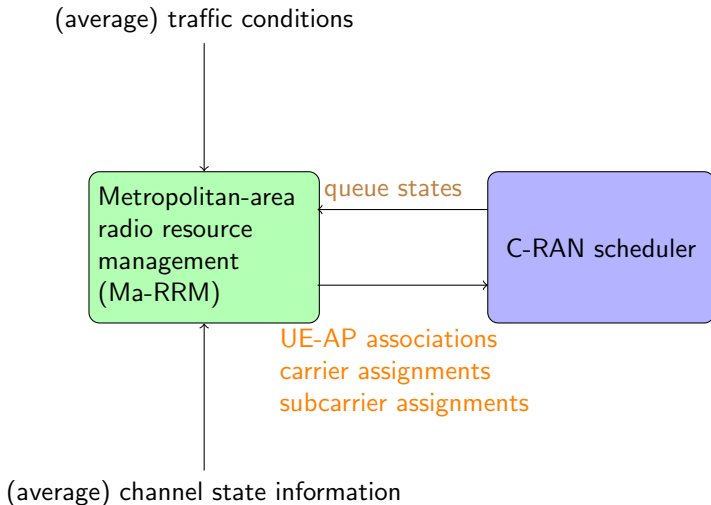 (average) traffic conditions
Metropolitan-area
radio resource
management
(Ma-RRM)
queue states
C-RAN scheduler
UE-AP associations
carrier assignments
subcarrier assignments
(average) channel state information